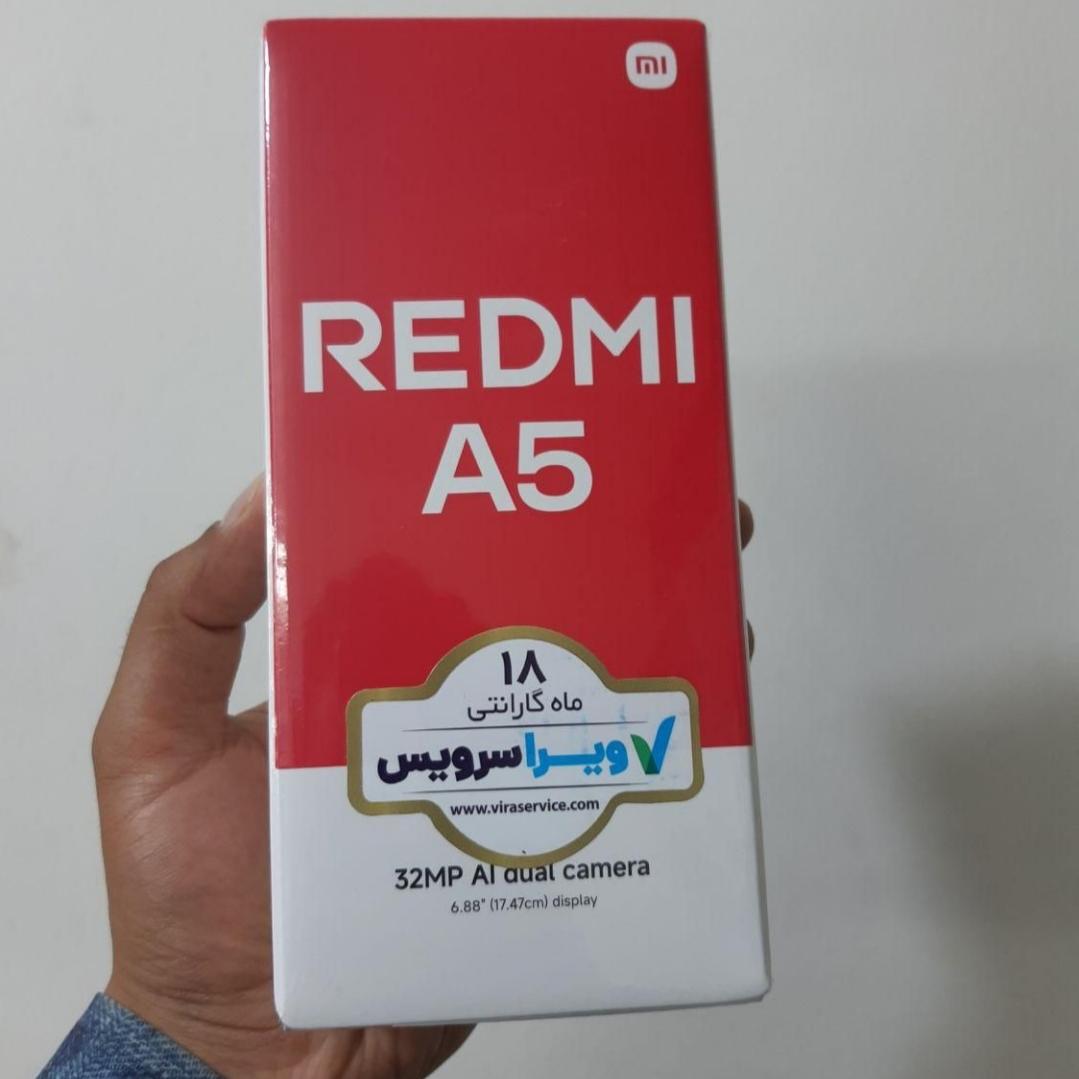 mi
REDMI
A5
۱۸
ماه گارانتی
ویرا سرویس
www.viraservice.com
32MP AI dual camera
6.88" (17.47cm) display